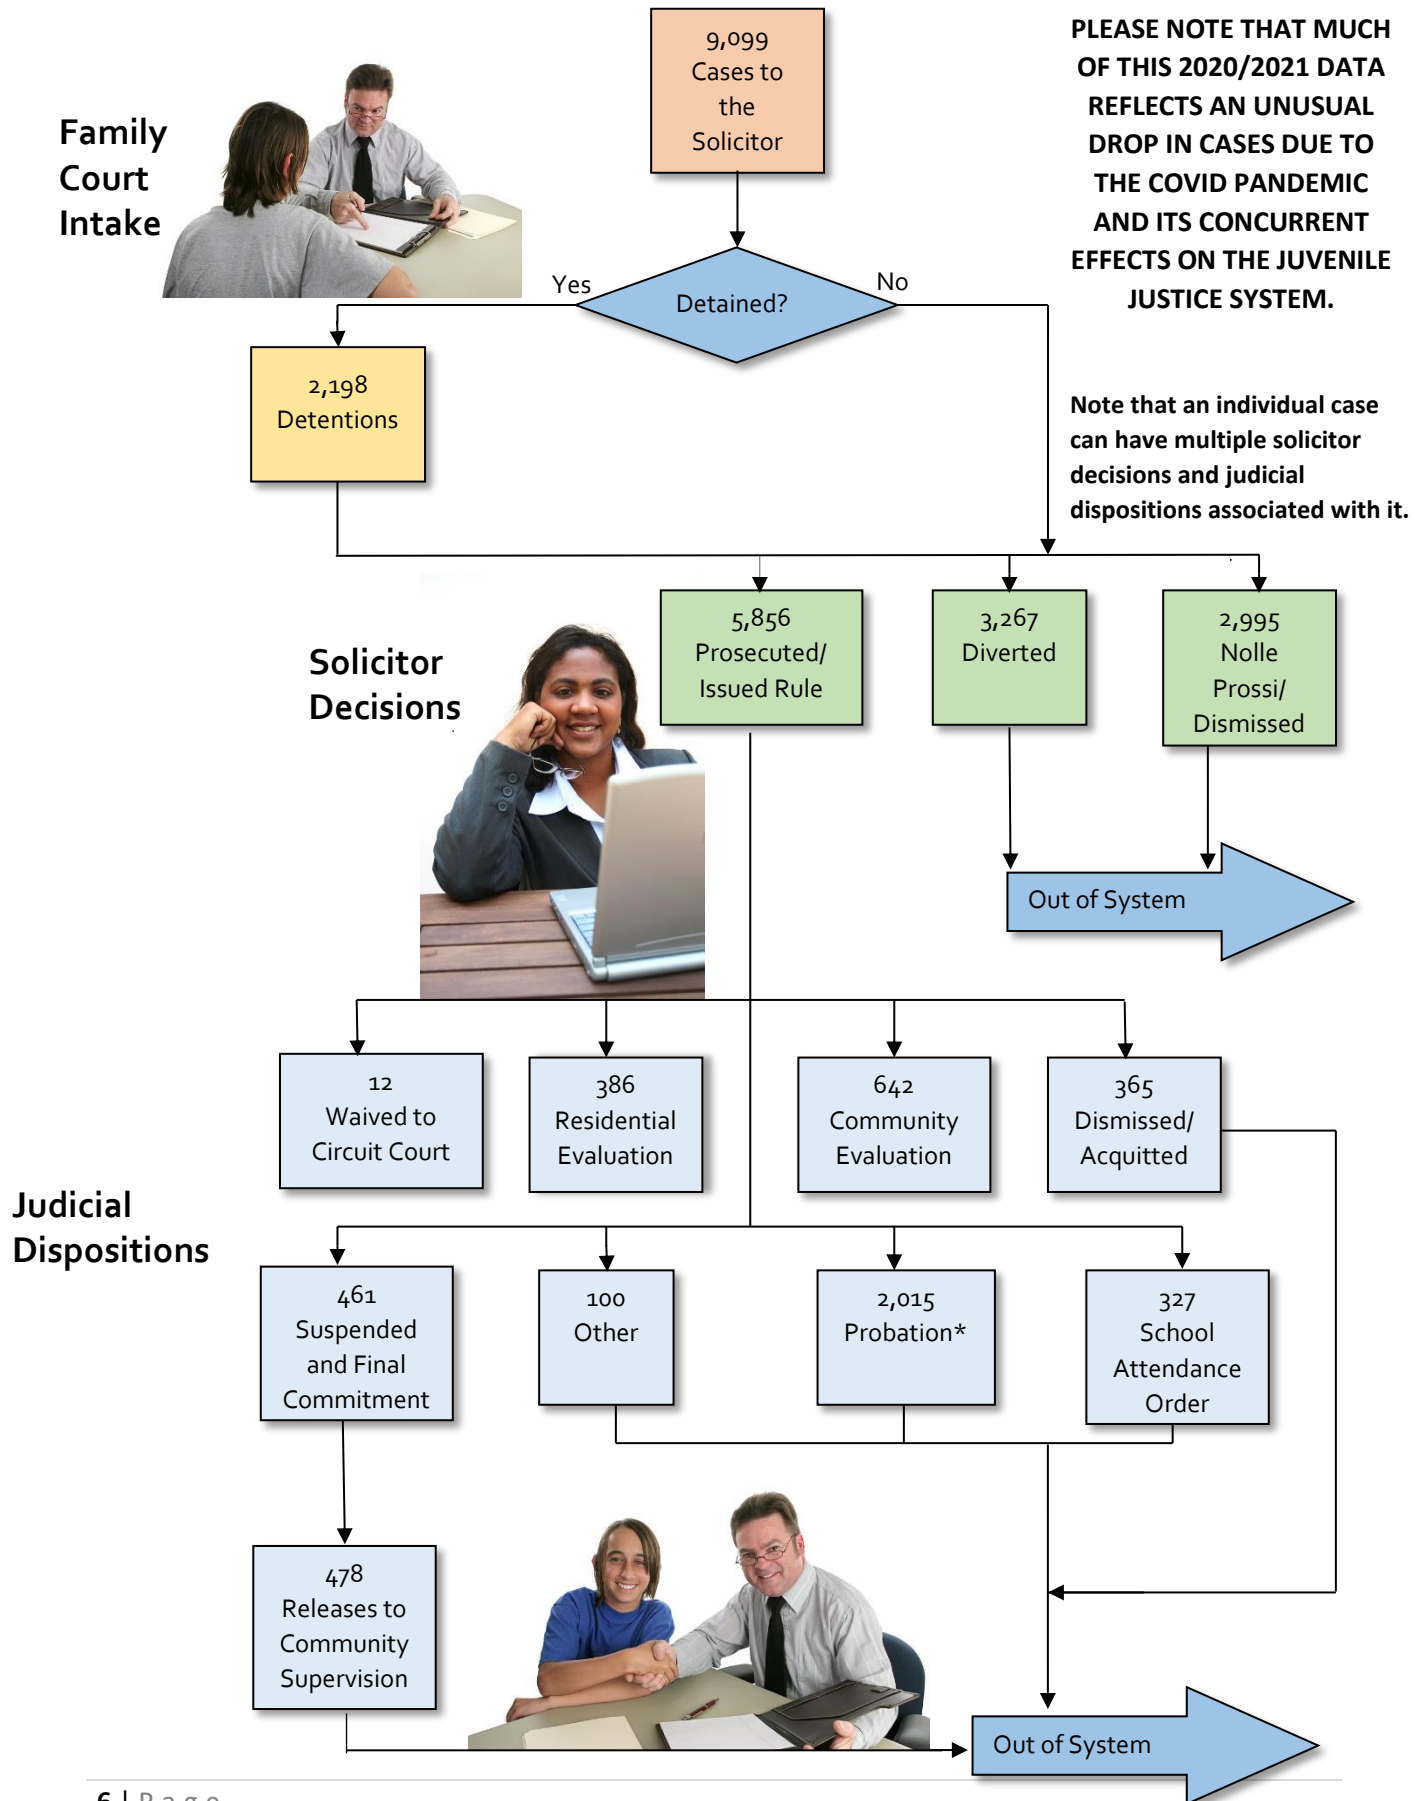 9,099
Cases to
the
Solicitor
PLEASE NOTE THAT MUCH
OF THIS 2020/2021 DATA
REFLECTS AN UNUSUAL
DROP IN CASES DUE TO
THE COVID PANDEMIC
AND ITS CONCURRENT
EFFECTS ON THE JUVENILE
JUSTICE SYSTEM.
Family
Court
Intake
Yes
Detained?
No
2,198
Detentions
Note that an individual case
can have multiple solicitor
decisions and judicial
dispositions associated with it.
Solicitor
Decisions
5,856
Prosecuted/
Issued Rule
3,267
Diverted
2,995
Nolle
Prossi/
Dismissed
Out of System
12
Waived to
Circuit Court
386
Residential
Evaluation
642
Community
Evaluation
365
Dismissed/
Acquitted
Judicial
Dispositions
461
Suspended
and Final
Commitment
100
Other
2,015
Probation*
327
School
Attendance
Order
478
Releases to
Community
Supervision
Out of System
6 | Page